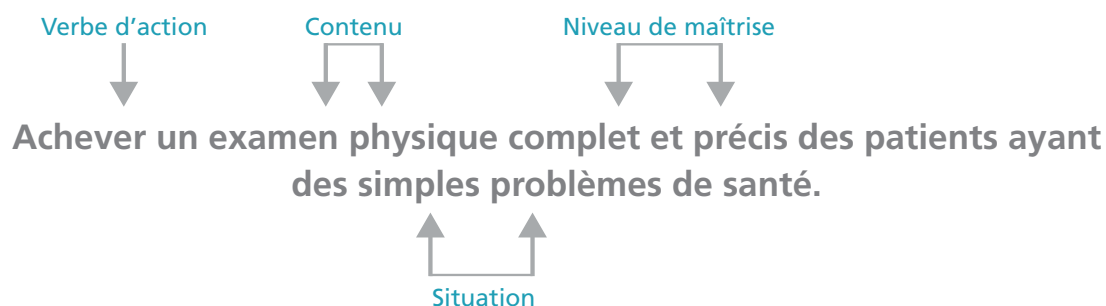 Verbe d’action Contenu Niveau de maîtrise
Achever un examen physique complet et précis des patients ayant
des simples problèmes de santé.
Situation